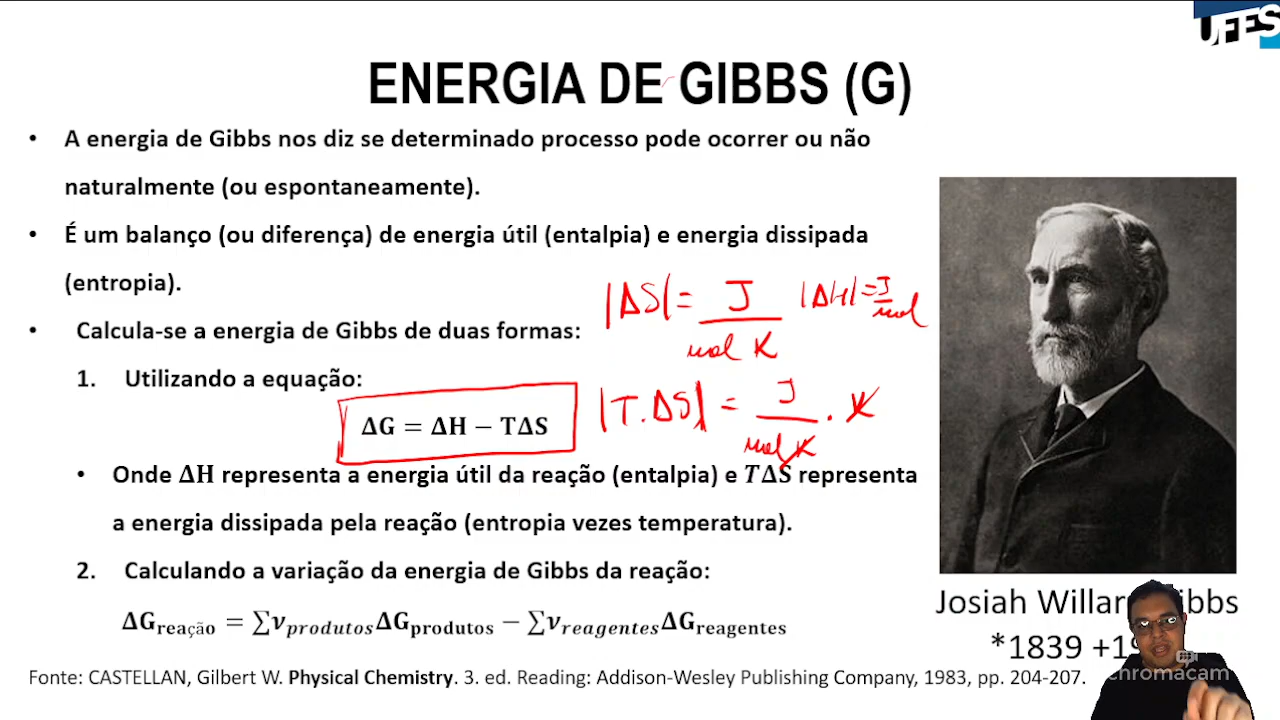 UFES
ENERGIA DE GIBBS (G)
• A energia de Gibbs nos diz se determinado processo pode ocorrer ou não
naturalmente (ou espontaneamente).
• É um balanço (ou diferença) de energia útil (entalpia) e energia dissipada
(entropia).
|ΔS| = J / mol K |ΔH| = J / mol
• Calcula-se a energia de Gibbs de duas formas:
1. Utilizando a equação:
|T.ΔS| = J / mol K . K
ΔG = ΔH − TΔS
• Onde ΔH representa a energia útil da reação (entalpia) e TΔS representa
a energia dissipada pela reação (entropia vezes temperatura).
2. Calculando a variação da energia de Gibbs da reação:
ΔGreação = ∑νprodutosΔGprodutos − ∑νreagentesΔGreagentes
Josiah
*1839
chromacam
Fonte: CASTELLAN, Gilbert W. Physical Chemistry. 3. ed. Reading: Addison-Wesley Publishing Company, 1983, pp. 204-207.